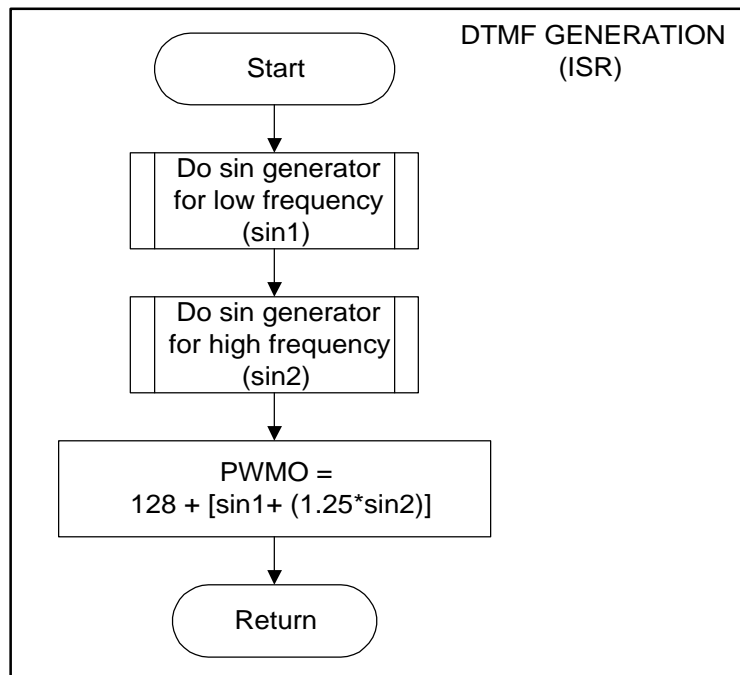 DTMF GENERATION
(ISR)
Start
Do sin generator
for low frequency
(sin1)
Do sin generator
for high frequency
(sin2)
PWMO =
128 + [sin1+ (1.25*sin2)]
Return